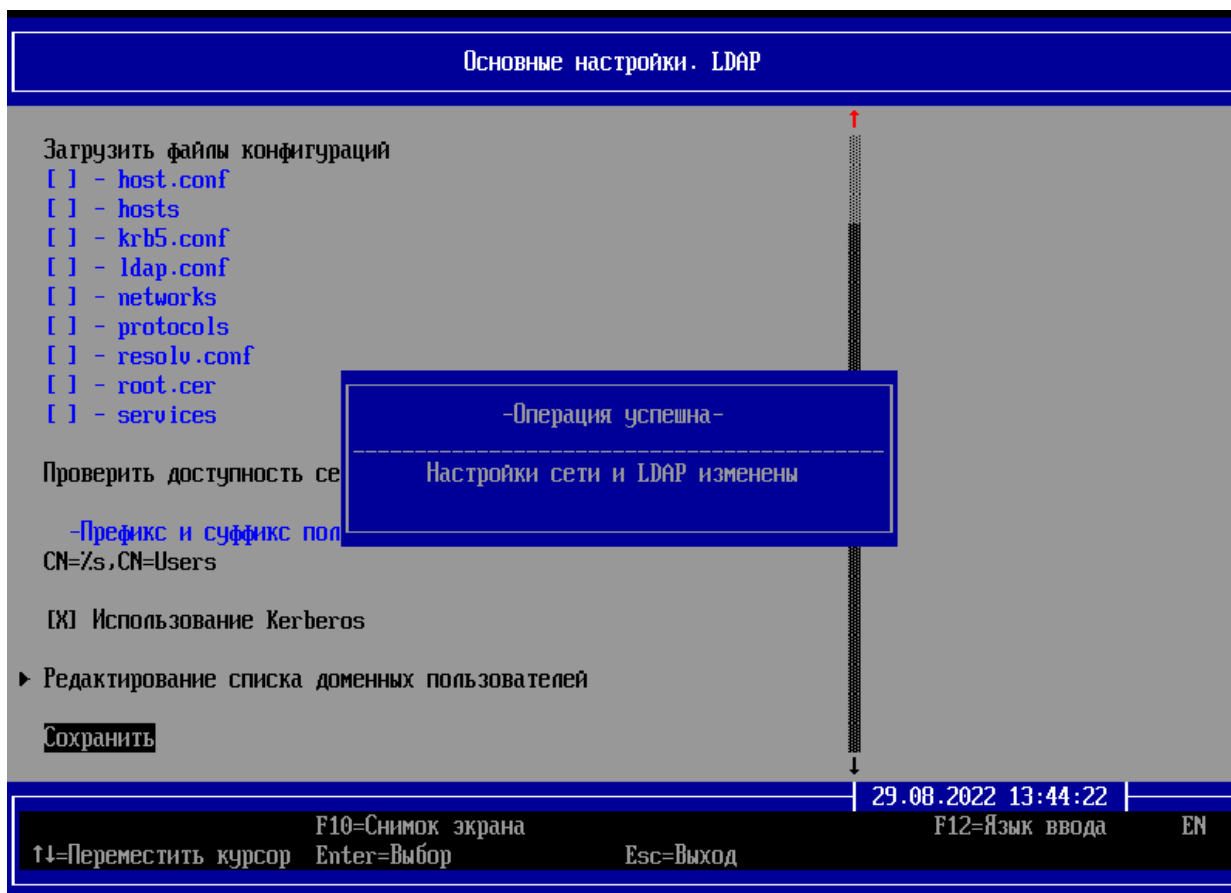 Основные настройки. LDAP
Загрузить файлы конфигураций
[ ] - host.conf
[ ] - hosts
[ ] - krb5.conf
[ ] - ldap.conf
[ ] - networks
[ ] - protocols
[ ] - resolv.conf
[ ] - root.cer
[ ] - services
-Операция успешна-
Настройки сети и LDAP изменены
Проверить доступность се
-Префикс и суффикс пол
CN=%s,CN=Users
[X] Использование Kerberos
► Редактирование списка доменных пользователей
Сохранить
29.08.2022 13:44:22
F10=Снимок экрана F12=Язык ввода EN
↑↓=Переместить курсор Enter=Выбор Esc=Выход